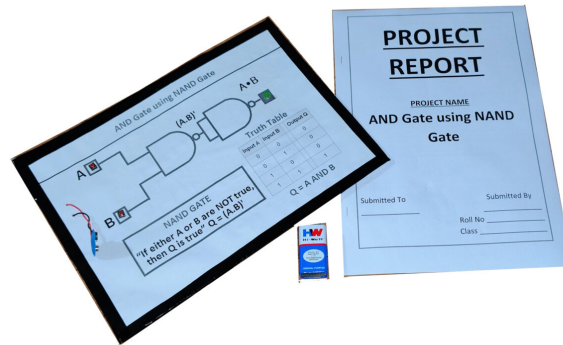 AND Gate using NAND Gate
A•B
(A.B)'
A
B
Truth Table
Input A Input B Output Q
0 0 0
0 1 0
1 0 0
1 1 1
Q = A AND B
NAND GATE
"If either A or B are NOT true,
then Q is true" Q = (A.B)'
HW
HI-WATT
PROJECT
REPORT
PROJECT NAME
AND Gate using NAND
Gate
Submitted To
Submitted By
Roll No
Class